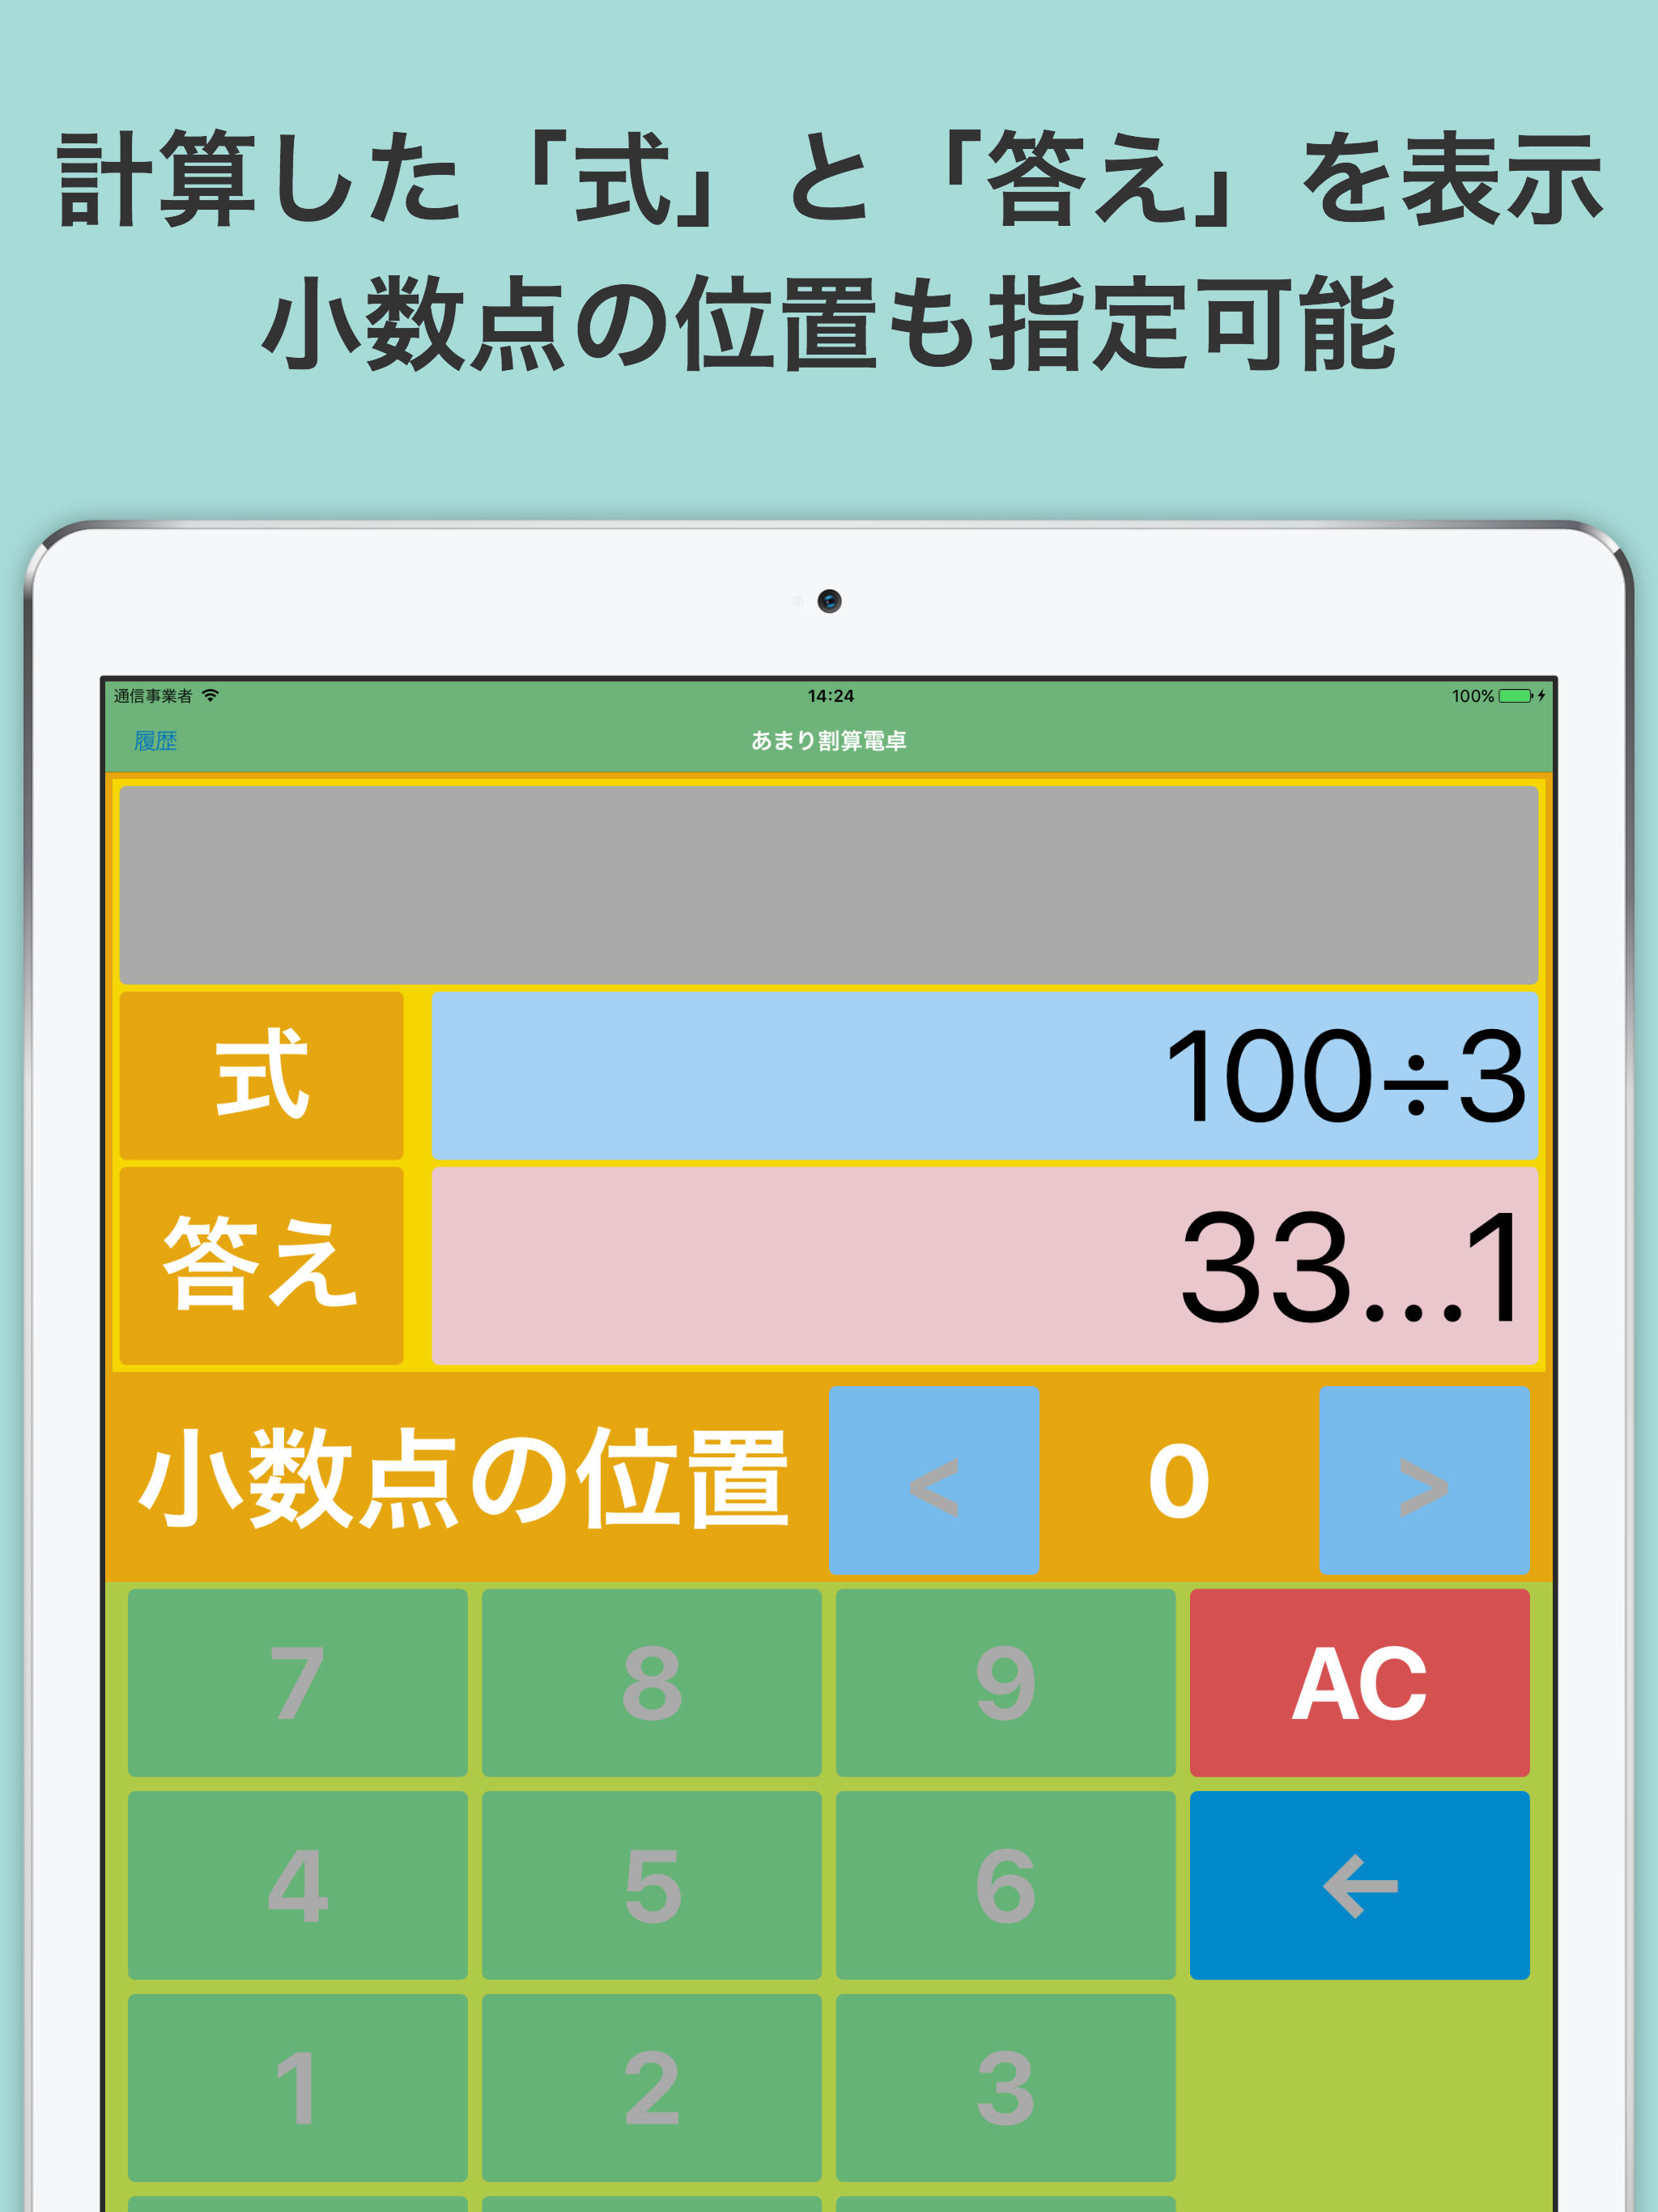 計算した「式」と「答え」を表示
小数点の位置も指定可能
通信事業者 14:24 100%
履歴 あまり割算電卓
式 100÷3
答え 33...1
小数点の位置 < 0 >
7 8 9 AC
4 5 6 ←
1 2 3